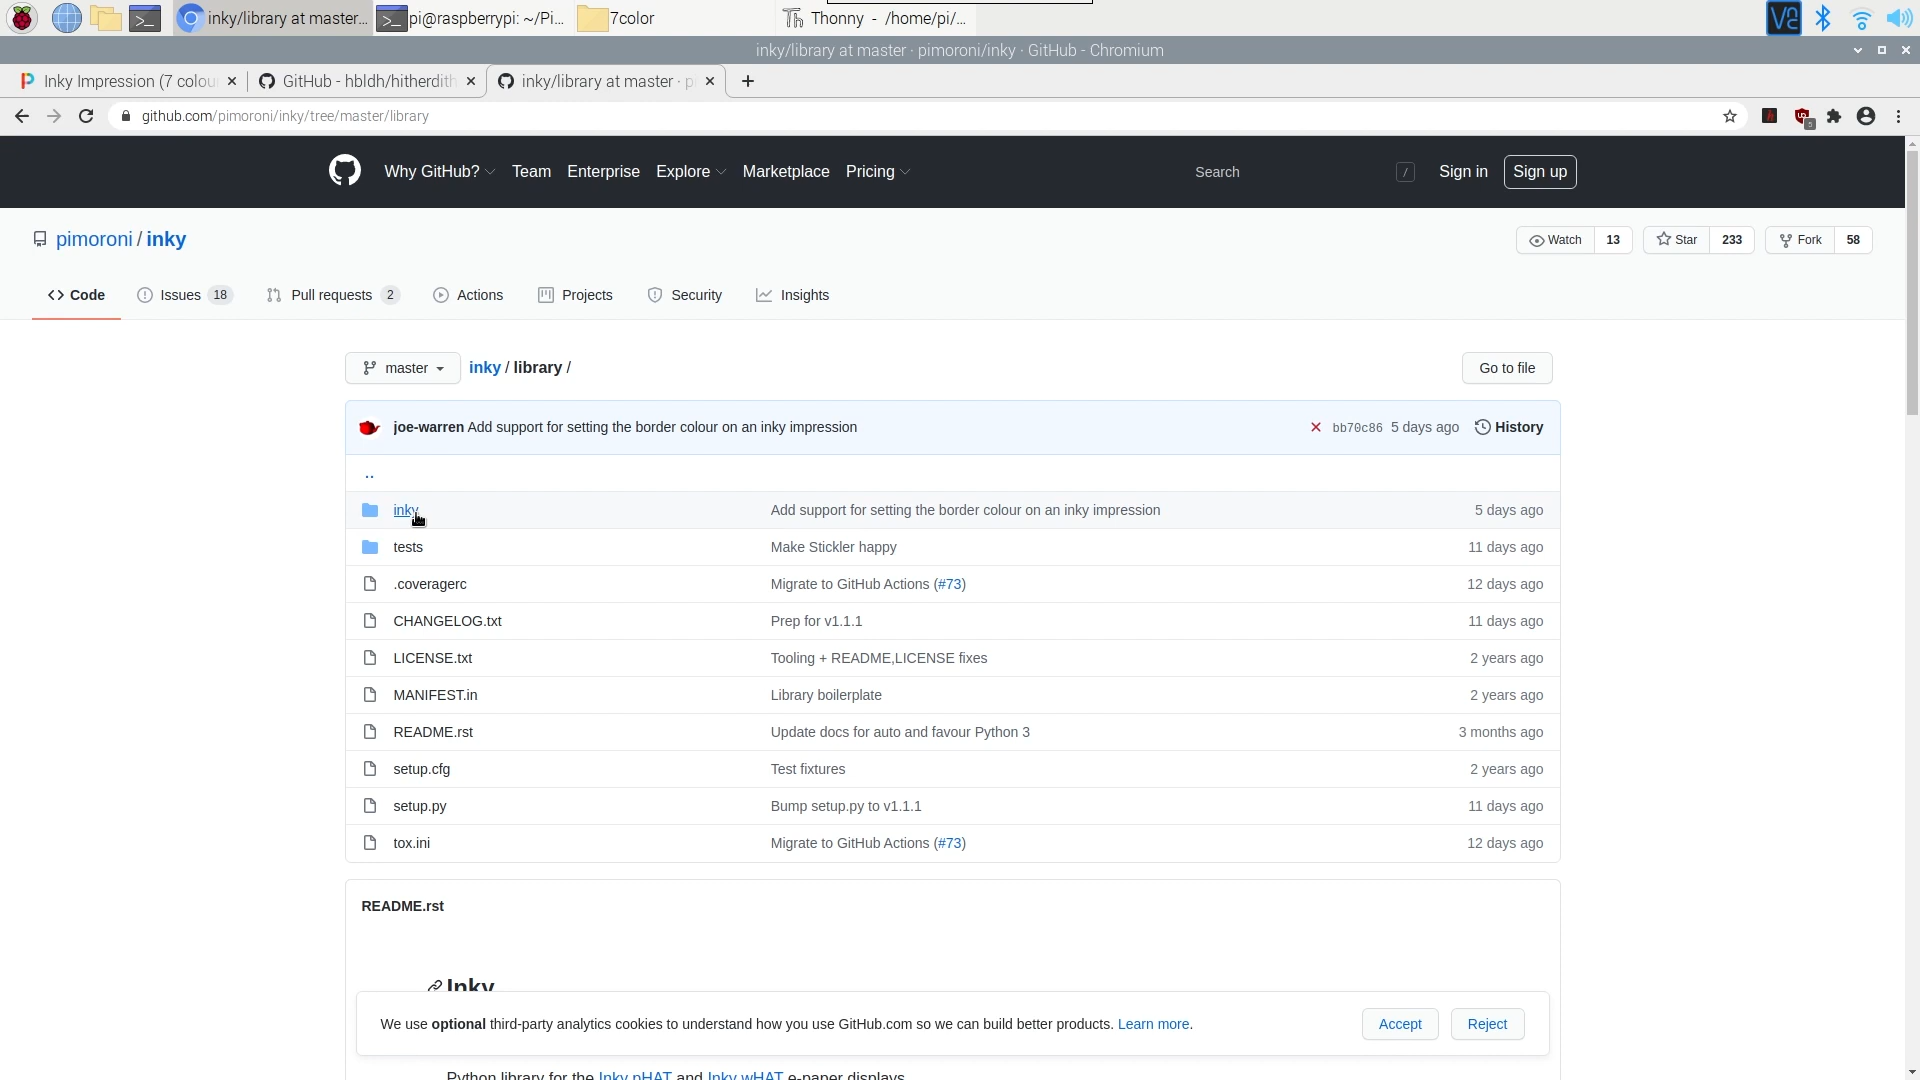 inky/library at master...
pi@raspberrypi: ~/Pi...
7color
Thonny - /home/pi/...
inky/library at master · pimoroni/inky · GitHub - Chromium
Inky Impression (7 colou
GitHub - hbldh/hitherdith
inky/library at master · p
github.com/pimoroni/inky/tree/master/library
5
Why GitHub?
Team
Enterprise
Explore
Marketplace
Pricing
Search
/
Sign in
Sign up
pimoroni / inky
Watch 13
Star 233
Fork 58
Code
Issues 18
Pull requests 2
Actions
Projects
Security
Insights
master
inky / library /
Go to file
joe-warren Add support for setting the border colour on an inky impression
bb70c86 5 days ago
History
..
inky Add support for setting the border colour on an inky impression 5 days ago
tests Make Stickler happy 11 days ago
.coveragerc Migrate to GitHub Actions (#73) 12 days ago
CHANGELOG.txt Prep for v1.1.1 11 days ago
LICENSE.txt Tooling + README,LICENSE fixes 2 years ago
MANIFEST.in Library boilerplate 2 years ago
README.rst Update docs for auto and favour Python 3 3 months ago
setup.cfg Test fixtures 2 years ago
setup.py Bump setup.py to v1.1.1 11 days ago
tox.ini Migrate to GitHub Actions (#73) 12 days ago
README.rst
Inky
We use optional third-party analytics cookies to understand how you use GitHub.com so we can build better products. Learn more.
Accept
Reject
Python library for the Inky pHAT and Inky wHAT e-paper displays.